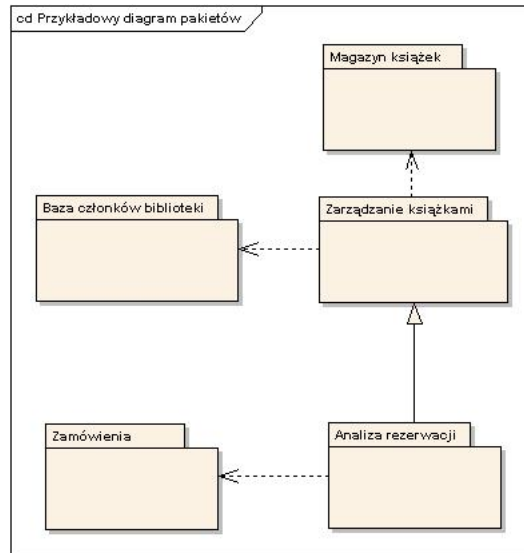 cd Przykładowy diagram pakietów
Magazyn książek
Baza członków biblioteki
Zarządzanie książkami
Zamówienia
Analiza rezerwacji